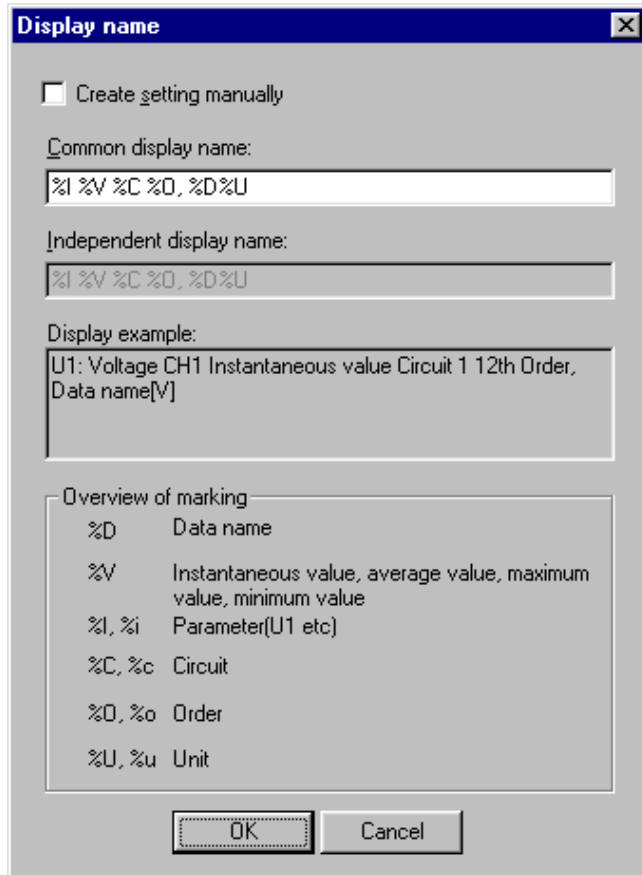 Display name
Create setting manually
Common display name:
%I %V %C %O, %D%U
Independent display name:
%I %V %C %O, %D%U
Display example:
U1: Voltage CH1 Instantaneous value Circuit 1 12th Order,
Data name[V]
Overview of marking
%D Data name
%V Instantaneous value, average value, maximum
value, minimum value
%I, %i Parameter(U1 etc)
%C, %c Circuit
%O, %o Order
%U, %u Unit
OK Cancel